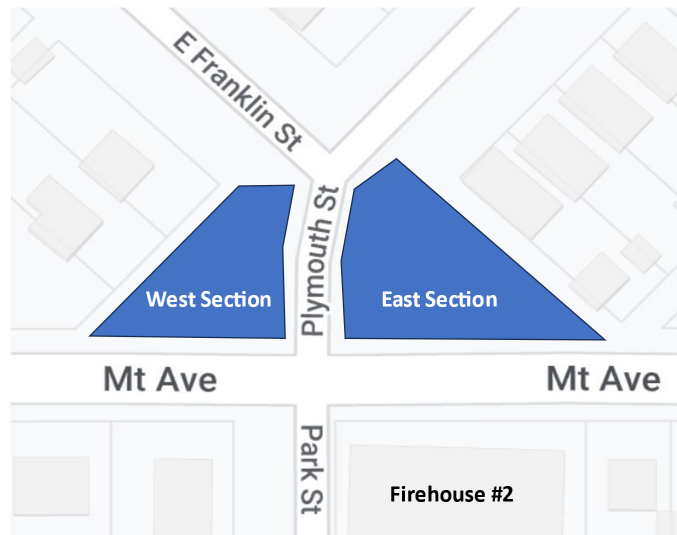 E Franklin St
Plymouth St
West Section
East Section
Mt Ave
Mt Ave
Park St
Firehouse #2